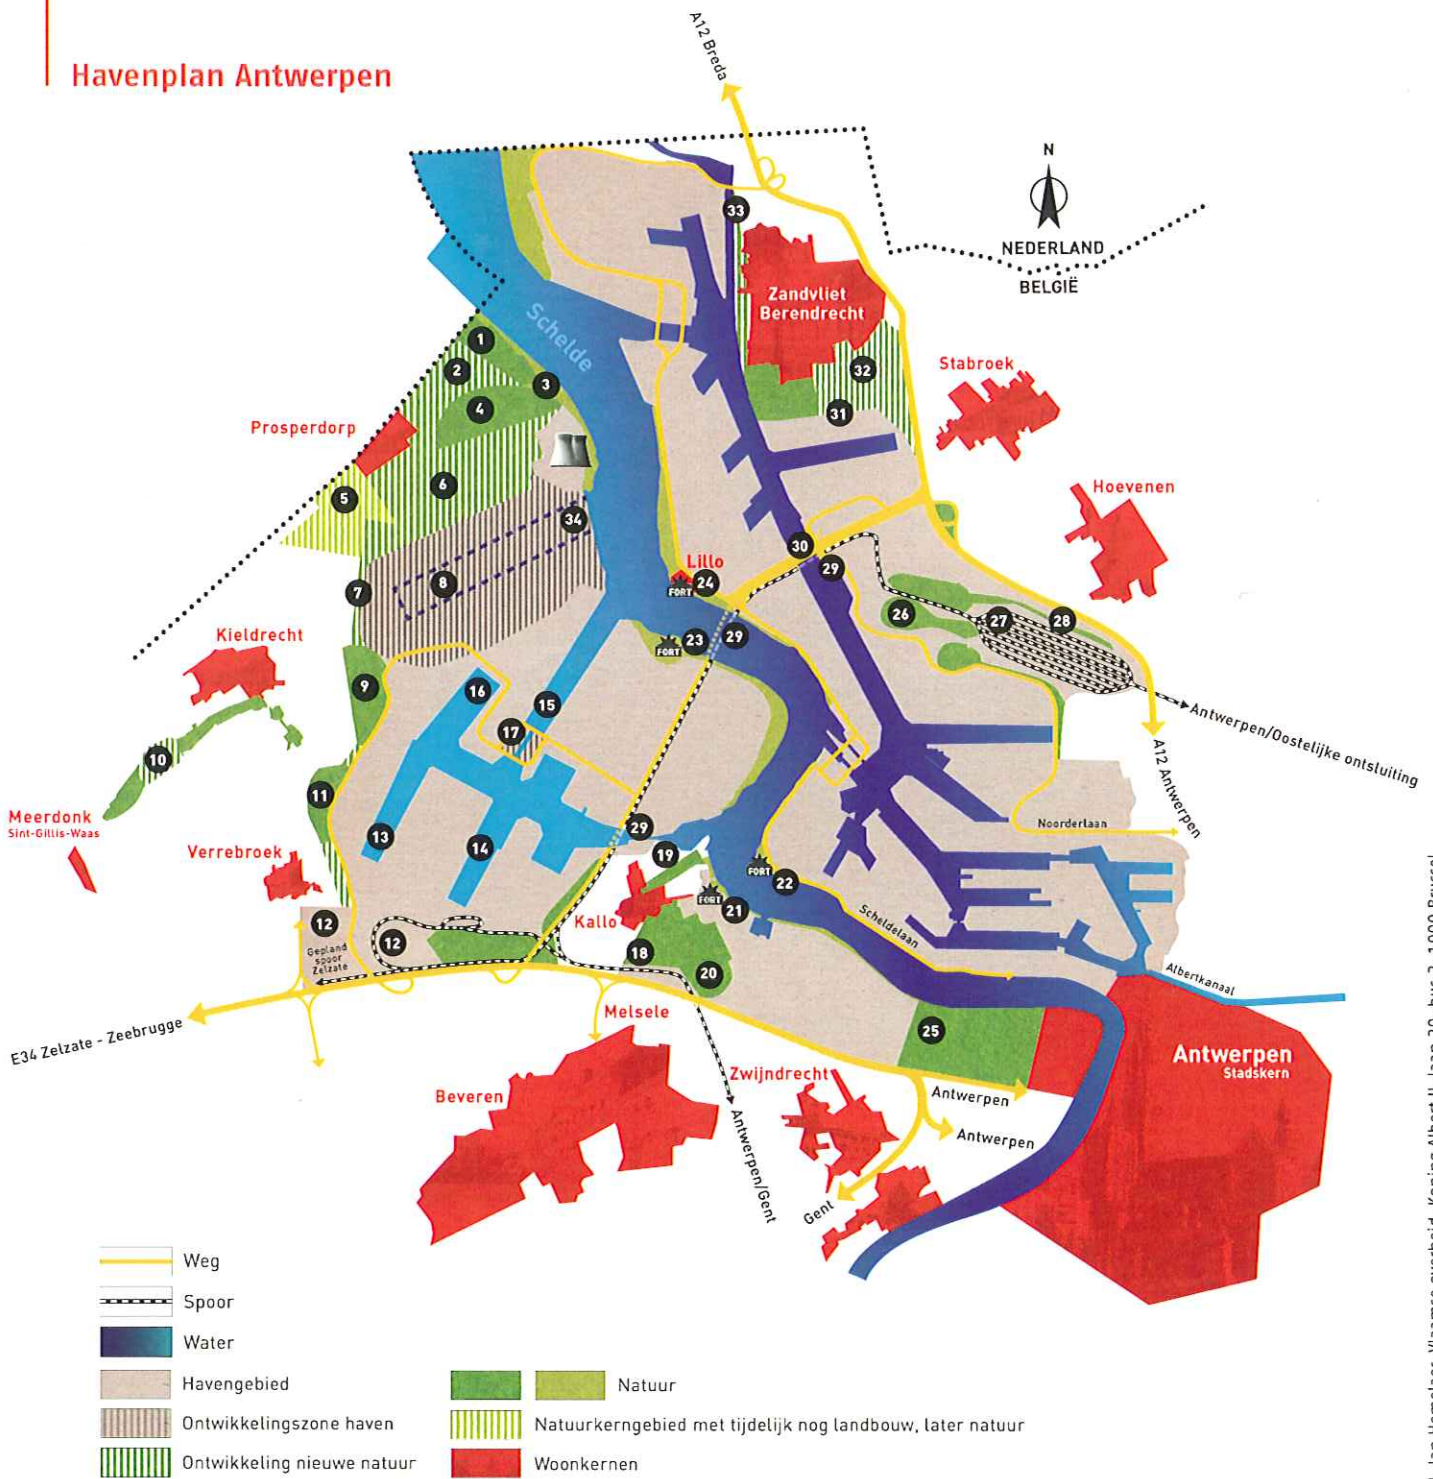 Havenplan Antwerpen
A12 Breda
N
NEDERLAND
BELGIË
33
Zandvliet
Berendrecht
Schelde
1
2
3
4
32
31
Stabroek
Prosperdorp
5
6
34
Hoevenen
7
8
30
29
Lillo
FORT
24
26
27
28
Kieldrecht
23
FORT
29
9
16
15
17
10
Antwerpen/Oostelijke ontsluiting
A12 Antwerpen
11
Meerdonk
Sint-Gillis-Waas
13
14
29
Noorderlaan
Verrebroek
19
FORT
22
FORT
21
Kallo
Scheldelaan
12
Gepland
spoor
Zelzate
12
18
20
Albertkanaal
E34 Zelzate - Zeebrugge
Melsele
25
Antwerpen
Stadskern
Beveren
Zwijndrecht
Antwerpen
Antwerpen
Antwerpen/Gent
Gent
Weg
Spoor
Water
Havengebied
Natuur
Ontwikkelingszone haven
Natuurkerngebied met tijdelijk nog landbouw, later natuur
Ontwikkeling nieuwe natuur
Woonkernen